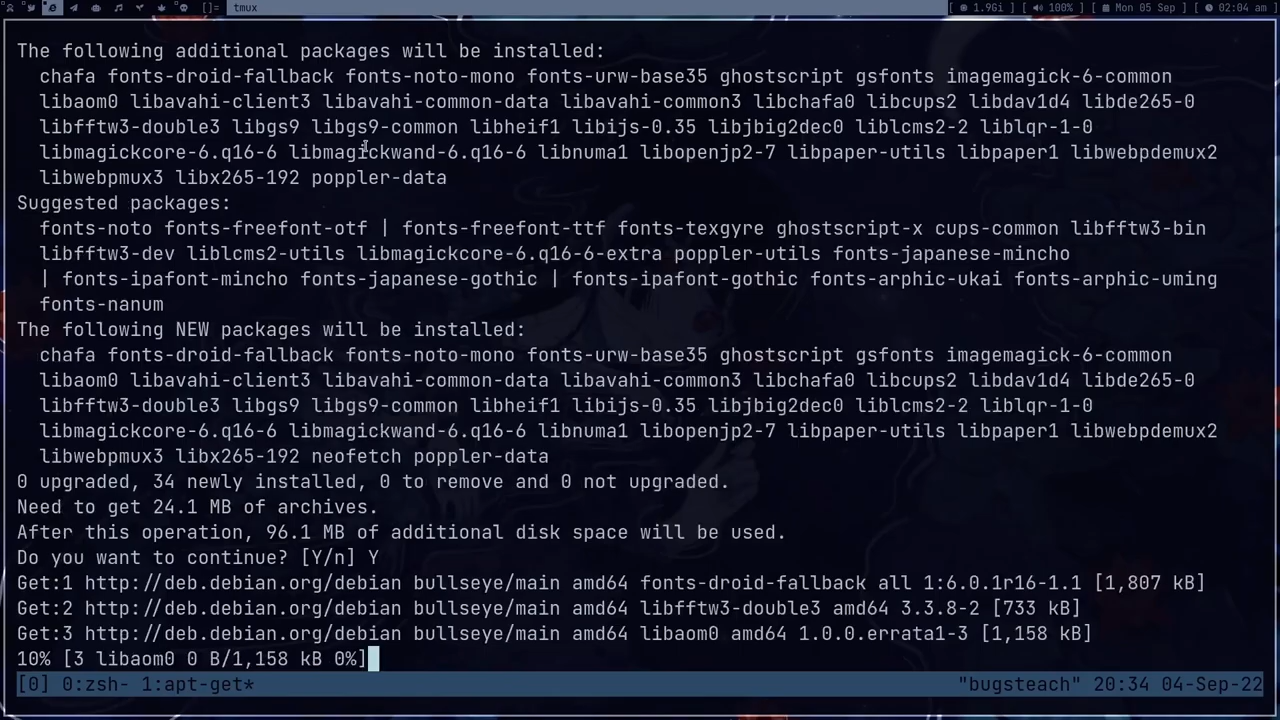 []= tmux 1.9Gi | 100% | Mon 05 Sep | 02:04 am
The following additional packages will be installed:
chafa fonts-droid-fallback fonts-noto-mono fonts-urw-base35 ghostscript gsfonts imagemagick-6-common
libaom0 libavahi-client3 libavahi-common-data libavahi-common3 libchafa0 libcups2 libdav1d4 libde265-0
libfftw3-double3 libgs9 libgs9-common libheif1 libijs-0.35 libjbig2dec0 liblcms2-2 liblqr-1-0
libmagickcore-6.q16-6 libmagickwand-6.q16-6 libnuma1 libopenjp2-7 libpaper-utils libpaper1 libwebpdemux2
libwebpmux3 libx265-192 poppler-data
Suggested packages:
fonts-noto fonts-freefont-otf | fonts-freefont-ttf fonts-texgyre ghostscript-x cups-common libfftw3-bin
libfftw3-dev liblcms2-utils libmagickcore-6.q16-6-extra poppler-utils fonts-japanese-mincho
| fonts-ipafont-mincho fonts-japanese-gothic | fonts-ipafont-gothic fonts-arphic-ukai fonts-arphic-uming
fonts-nanum
The following NEW packages will be installed:
chafa fonts-droid-fallback fonts-noto-mono fonts-urw-base35 ghostscript gsfonts imagemagick-6-common
libaom0 libavahi-client3 libavahi-common-data libavahi-common3 libchafa0 libcups2 libdav1d4 libde265-0
libfftw3-double3 libgs9 libgs9-common libheif1 libijs-0.35 libjbig2dec0 liblcms2-2 liblqr-1-0
libmagickcore-6.q16-6 libmagickwand-6.q16-6 libnuma1 libopenjp2-7 libpaper-utils libpaper1 libwebpdemux2
libwebpmux3 libx265-192 neofetch poppler-data
0 upgraded, 34 newly installed, 0 to remove and 0 not upgraded.
Need to get 24.1 MB of archives.
After this operation, 96.1 MB of additional disk space will be used.
Do you want to continue? [Y/n] Y
Get:1 http://deb.debian.org/debian bullseye/main amd64 fonts-droid-fallback all 1:6.0.1r16-1.1 [1,807 kB]
Get:2 http://deb.debian.org/debian bullseye/main amd64 libfftw3-double3 amd64 3.3.8-2 [733 kB]
Get:3 http://deb.debian.org/debian bullseye/main amd64 libaom0 amd64 1.0.0.errata1-3 [1,158 kB]
10% [3 libaom0 0 B/1,158 kB 0%]
[0] 0:zsh- 1:apt-get* "bugsteach" 20:34 04-Sep-22